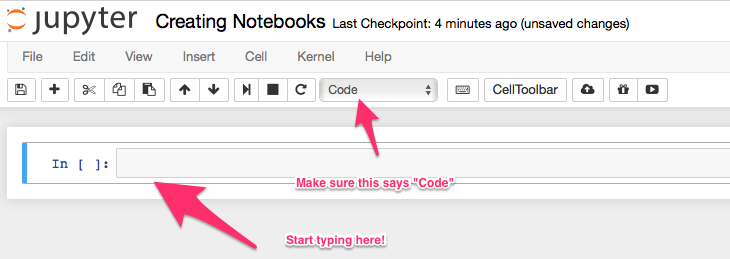 jupyter Creating Notebooks Last Checkpoint: 4 minutes ago (unsaved changes)
File Edit View Insert Cell Kernel Help
Code CellToolbar
In [ ]:
Make sure this says "Code"
Start typing here!